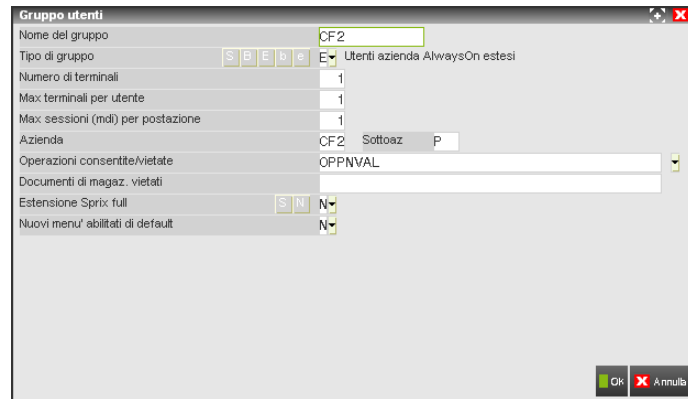 Gruppo utenti
Nome del gruppo CF2
Tipo di gruppo S B E b e E Utenti azienda AlwaysOn estesi
Numero di terminali 1
Max terminali per utente 1
Max sessioni (mdi) per postazione 1
Azienda CF2 Sottoaz P
Operazioni consentite/vietate OPPNVAL
Documenti di magaz. vietati
Estensione Sprix full S N N
Nuovi menu' abilitati di default N
OK X Annulla